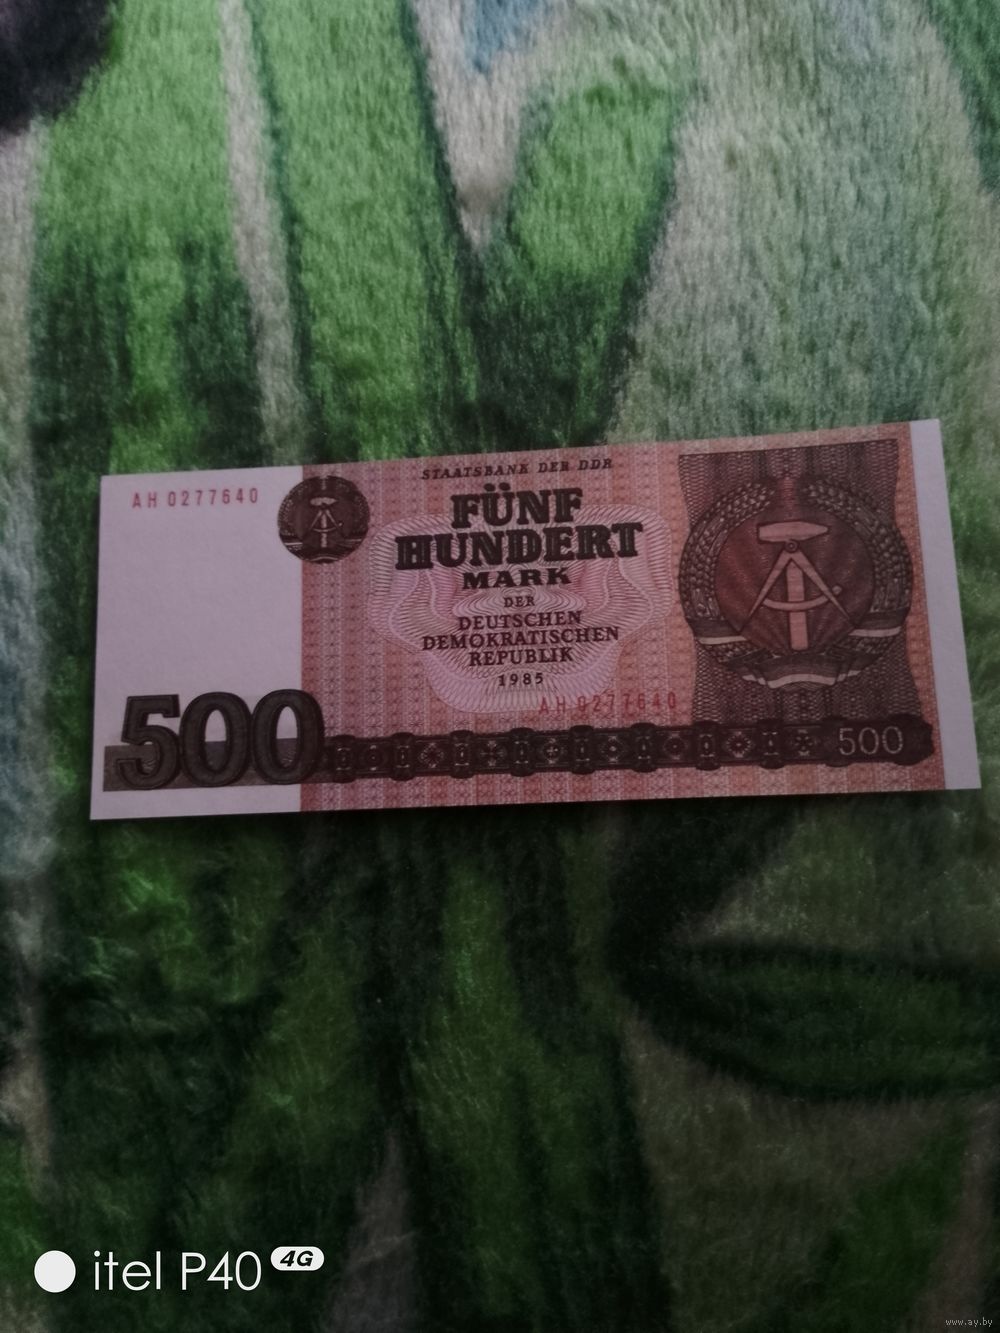 AH 0277640
STAATSBANK DER DDR
FÜNF
HUNDERT
MARK
DER
DEUTSCHEN
DEMOKRATISCHEN
REPUBLIK
1985
AH 0277640
500
500
itel P40 4G
www.ay.by